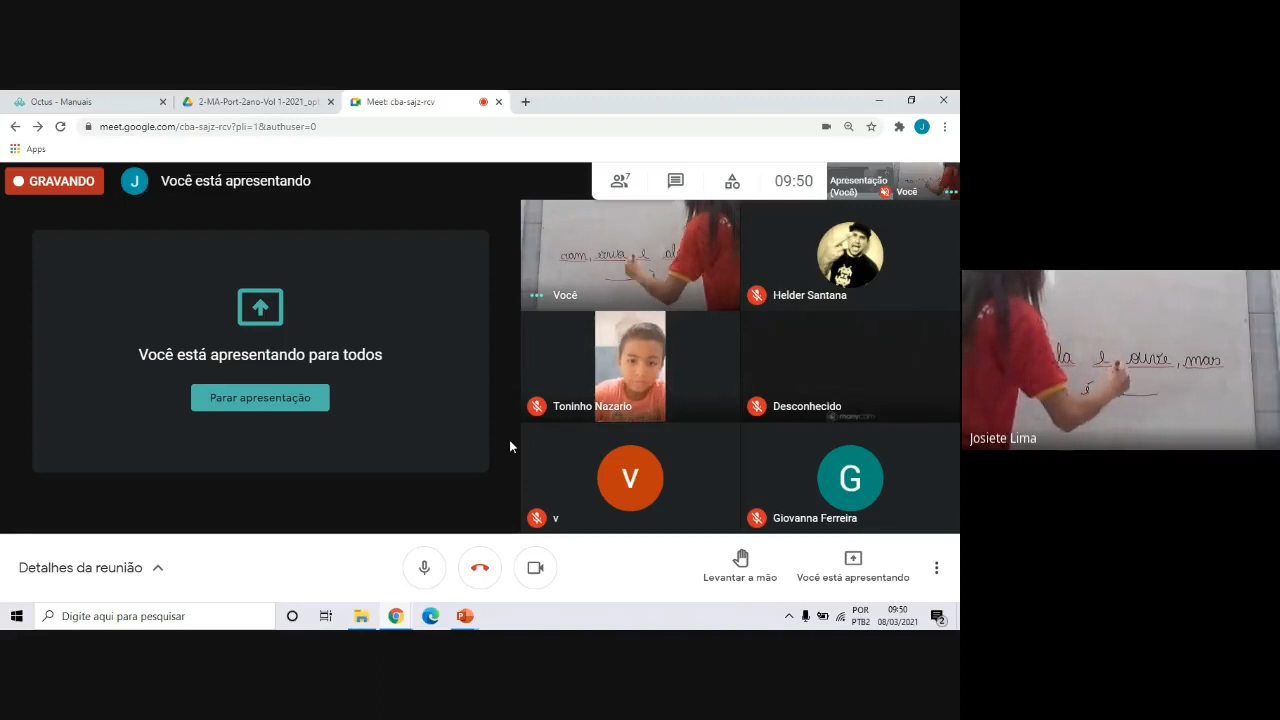 Octus - Manuais
2-MA-Port-2ano-Vol 1-2021_opt
Meet: cba-sajz-rcv
meet.google.com/cba-sajz-rcv?pli=1&authuser=0
J
Apps
GRAVANDO
J
Você está apresentando
7
09:50
Apresentação
(Você)
Você
Você está apresentando para todos
Parar apresentação
Você
Helder Santana
Toninho Nazario
Desconhecido
manycam
V
v
G
Giovanna Ferreira
e ouve, mas
é
Josiete Lima
Detalhes da reunião
Levantar a mão
Você está apresentando
Digite aqui para pesquisar
POR
PTB2
09:50
08/03/2021
2